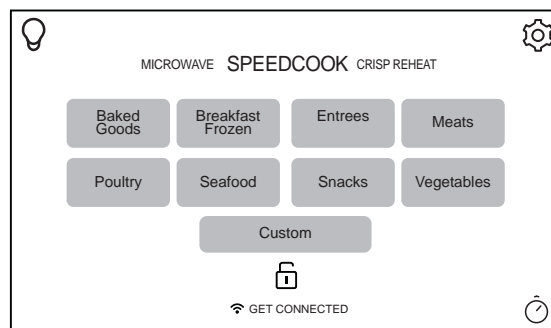 MICROWAVE SPEEDCOOK CRISP REHEAT
Baked
Goods
Breakfast
Frozen
Entrees
Meats
Poultry
Seafood
Snacks
Vegetables
Custom
GET CONNECTED